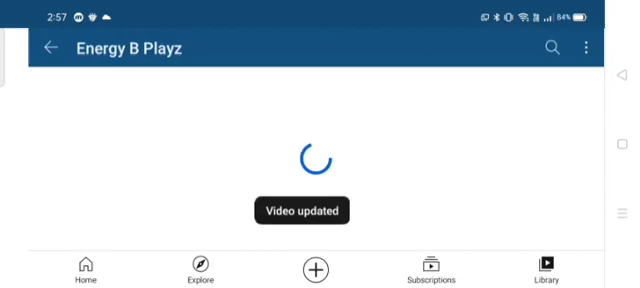 2:57
84%
Energy B Playz
Video updated
Home
Explore
Subscriptions
Library